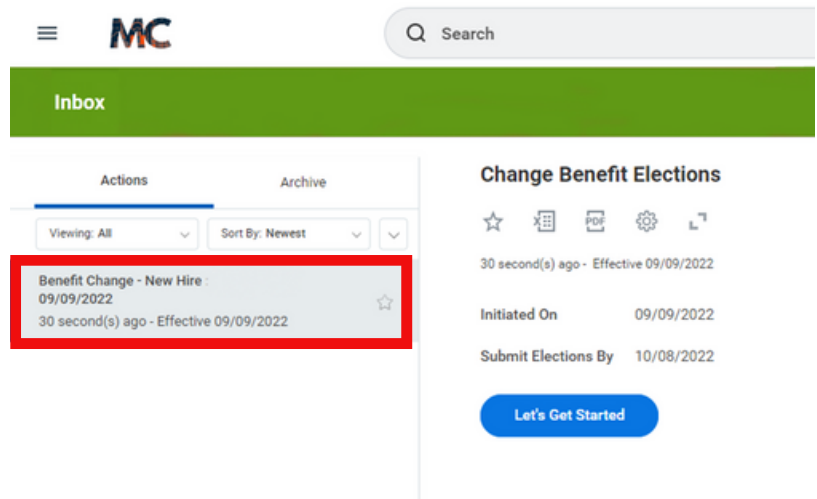 MC
Search
Inbox
Actions
Archive
Viewing: All
Sort By: Newest
Benefit Change - New Hire :
09/09/2022
30 second(s) ago - Effective 09/09/2022
Change Benefit Elections
X
PDF
30 second(s) ago - Effective 09/09/2022
Initiated On 09/09/2022
Submit Elections By 10/08/2022
Let's Get Started